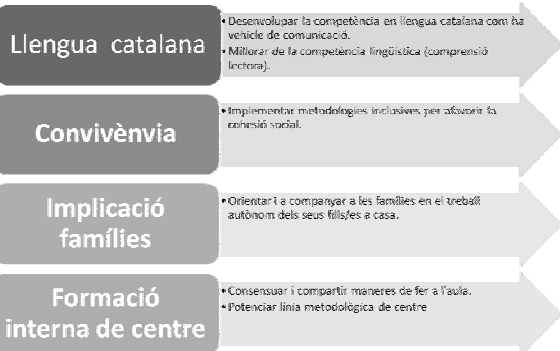 Llengua catalana
• Desenvolupar la competència en llengua catalana com ha
vehicle de comunicació.
• Millorar de la competència lingüística (comprensió
lectora).
Convivènvia
• Implementar metodologies inclusives per afavorir la
cohesió social.
Implicació
famílies
• Orientar i a companyar a les famílies en el treball
autònom dels seus fills/es a casa.
Formació
interna de centre
• Consensuar i compartir maneres de fer a l'aula.
• Potenciar línia metodològica de centre